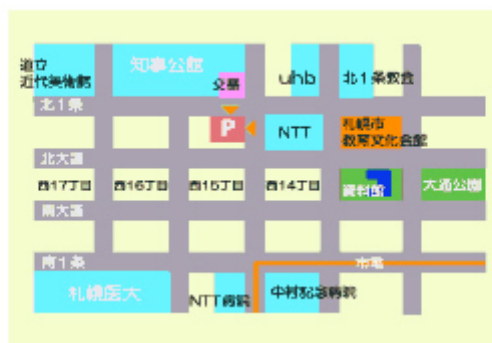 道立
近代美術館
知事公館
交番
uhb
北1条教会
北1条
P
NTT
札幌市
教育文化会館
北大通
西17丁目
西16丁目
西15丁目
西14丁目
資料館
大通公園
南大通
南1条
市電
札幌医大
NTT病院
中村記念病院